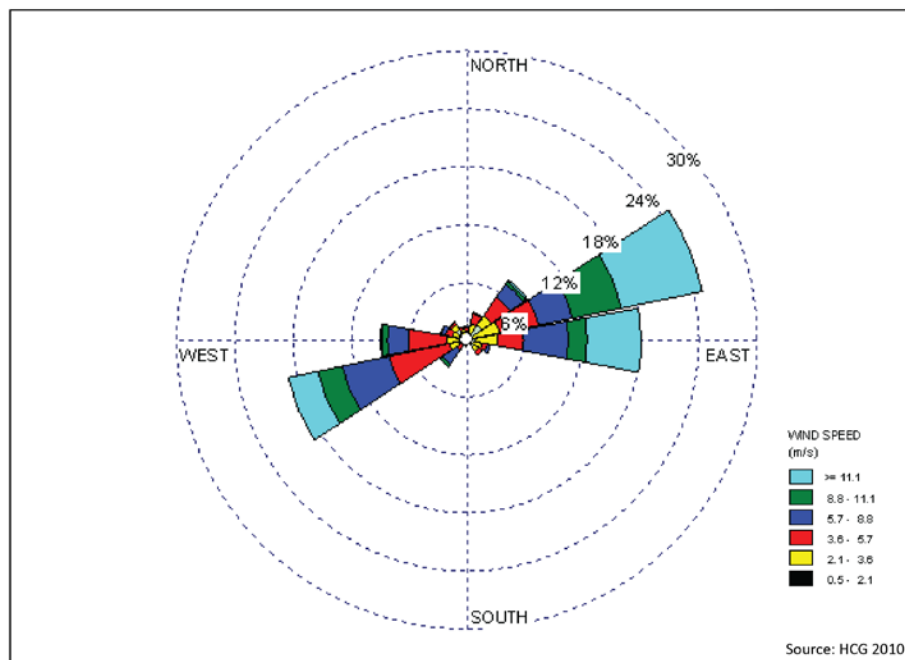 NORTH
30%
24%
18%
12%
6%
WEST
EAST
SOUTH
WIND SPEED
(m/s)
>= 11.1
8.8 - 11.1
5.7 - 8.8
3.6 - 5.7
2.1 - 3.6
0.5 - 2.1
Source: HCG 2010